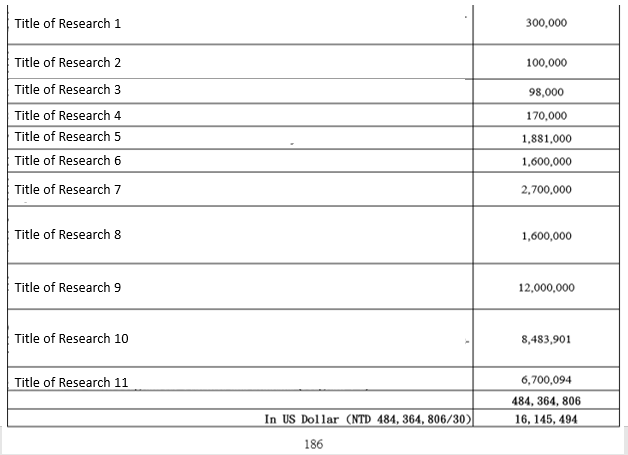 Title of Research 1 300,000
Title of Research 2 100,000
Title of Research 3 98,000
Title of Research 4 170,000
Title of Research 5 1,881,000
Title of Research 6 1,600,000
Title of Research 7 2,700,000
Title of Research 8 1,600,000
Title of Research 9 12,000,000
Title of Research 10 8,483,901
Title of Research 11 6,700,094
484, 364, 806
In US Dollar (NTD 484, 364, 806/30) 16, 145, 494
186